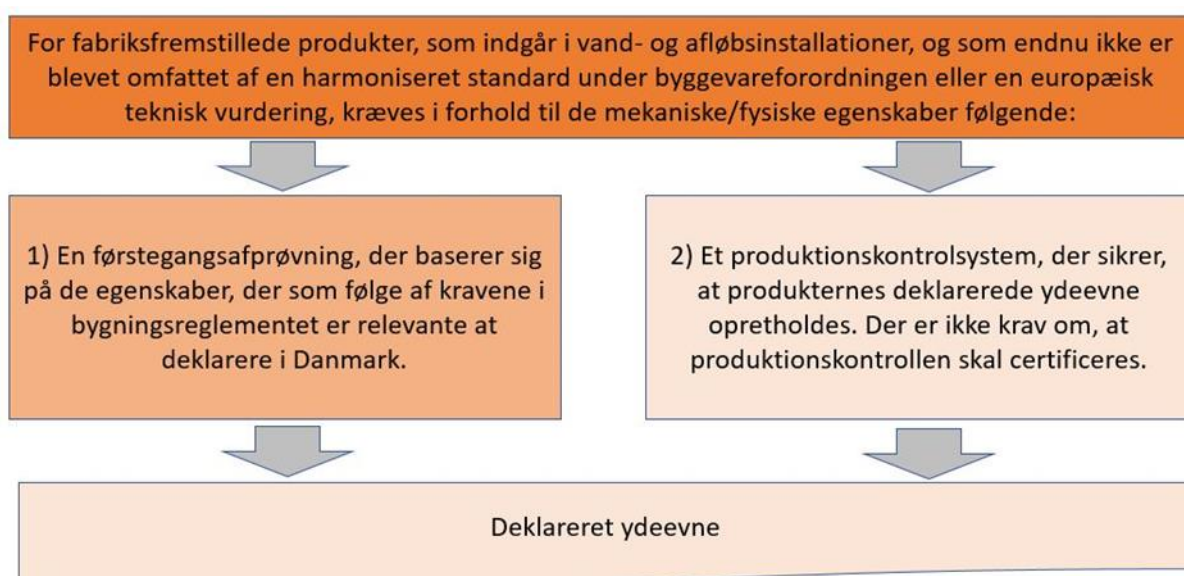 For fabriksfremstillede produkter, som indgår i vand- og afløbsinstallationer, og som endnu ikke er
blevet omfattet af en harmoniseret standard under byggevareforordningen eller en europæisk
teknisk vurdering, kræves i forhold til de mekaniske/fysiske egenskaber følgende:
1) En førstegangsafprøvning, der baserer sig
på de egenskaber, der som følge af kravene i
bygningsreglementet er relevante at
deklarere i Danmark.
2) Et produktionskontrolsystem, der sikrer,
at produkternes deklarerede ydeevne
opretholdes. Der er ikke krav om, at
produktionskontrollen skal certificeres.
Deklareret ydeevne